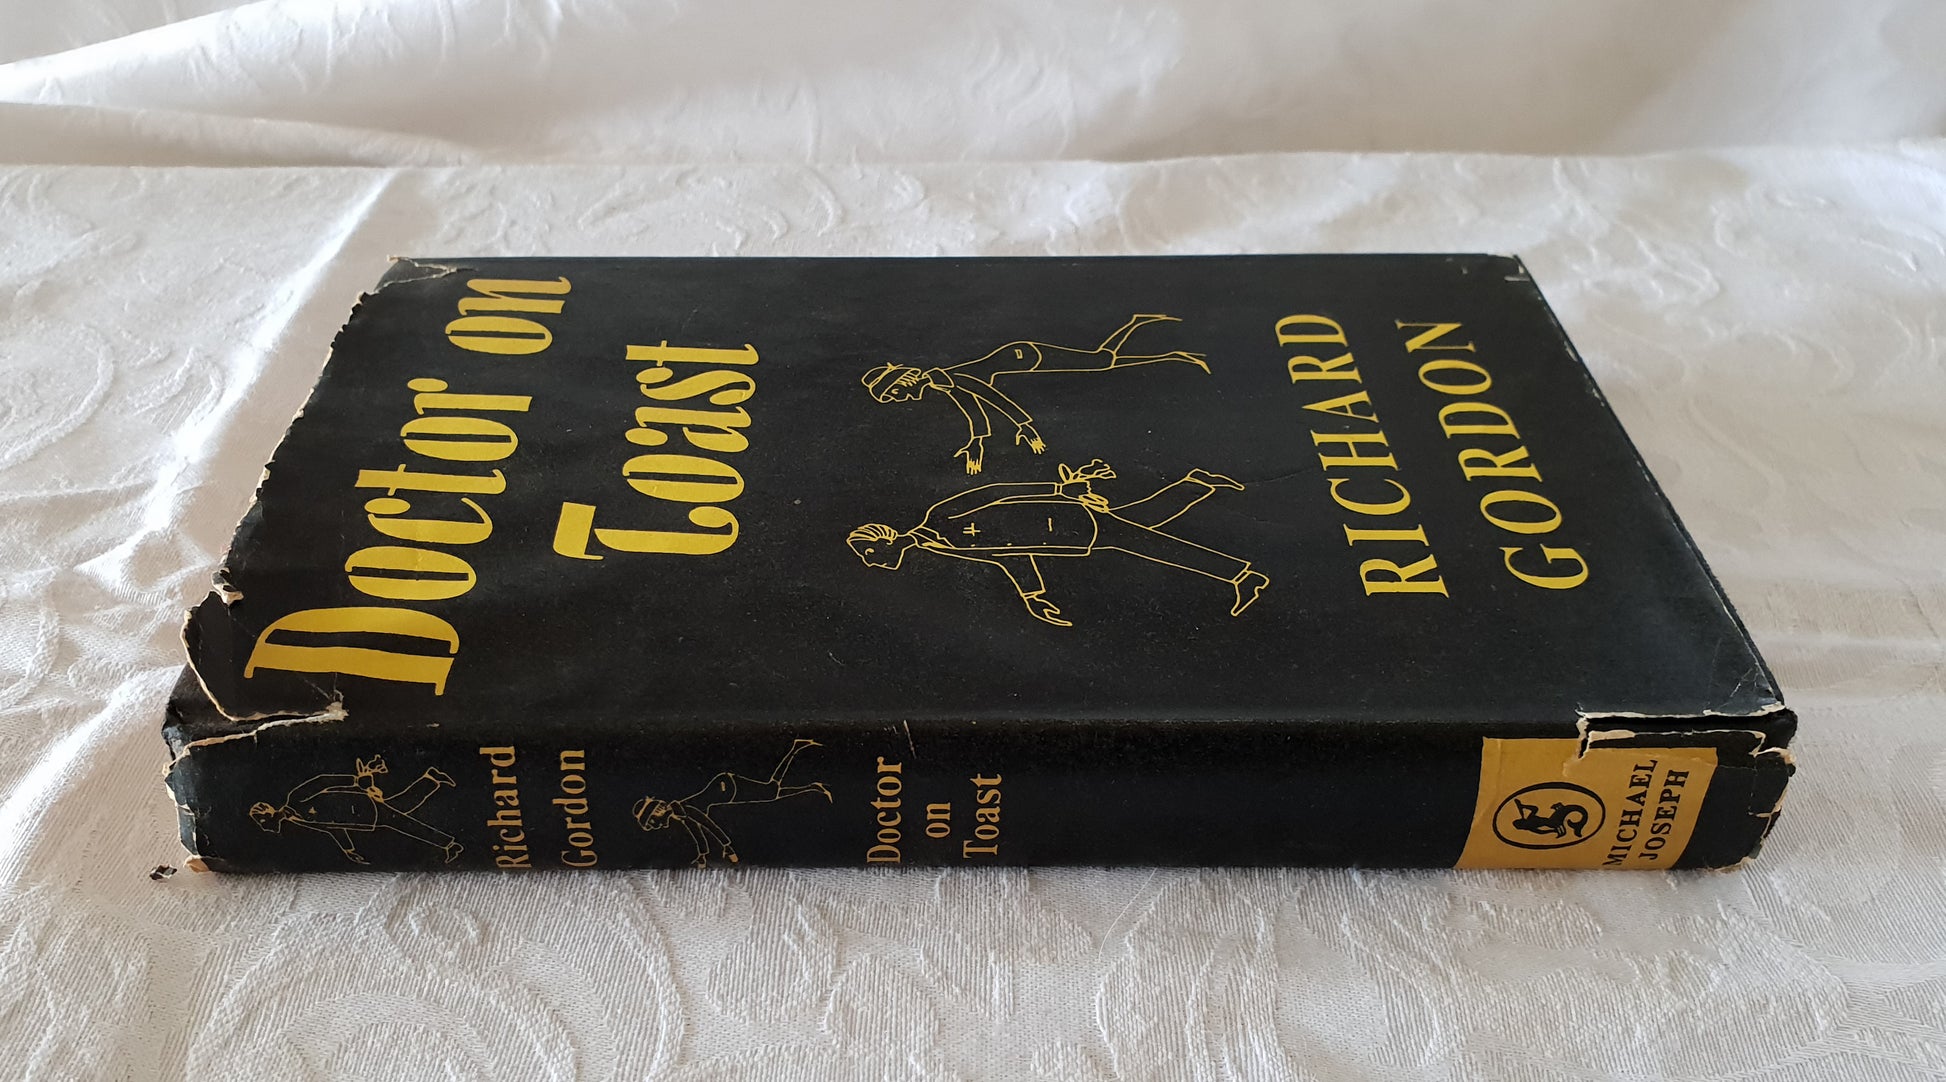 Doctor on
Toast
RICHARD
GORDON
Richard
Gordon
Doctor
on
Toast
MICHAEL
JOSEPH